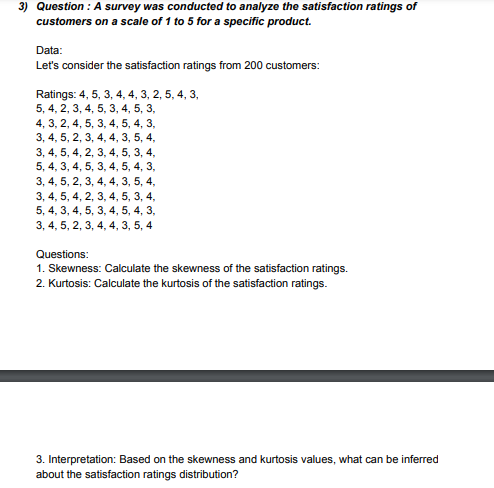 3) Question : A survey was conducted to analyze the satisfaction ratings of
customers on a scale of 1 to 5 for a specific product.
Data:
Let's consider the satisfaction ratings from 200 customers:
Ratings: 4, 5, 3, 4, 4, 3, 2, 5, 4, 3,
5, 4, 2, 3, 4, 5, 3, 4, 5, 3,
4, 3, 2, 4, 5, 3, 4, 5, 4, 3,
3, 4, 5, 2, 3, 4, 4, 3, 5, 4,
3, 4, 5, 4, 2, 3, 4, 5, 3, 4,
5, 4, 3, 4, 5, 3, 4, 5, 4, 3,
3, 4, 5, 2, 3, 4, 4, 3, 5, 4,
3, 4, 5, 4, 2, 3, 4, 5, 3, 4,
5, 4, 3, 4, 5, 3, 4, 5, 4, 3,
3, 4, 5, 2, 3, 4, 4, 3, 5, 4
Questions:
1. Skewness: Calculate the skewness of the satisfaction ratings.
2. Kurtosis: Calculate the kurtosis of the satisfaction ratings.
3. Interpretation: Based on the skewness and kurtosis values, what can be inferred
about the satisfaction ratings distribution?